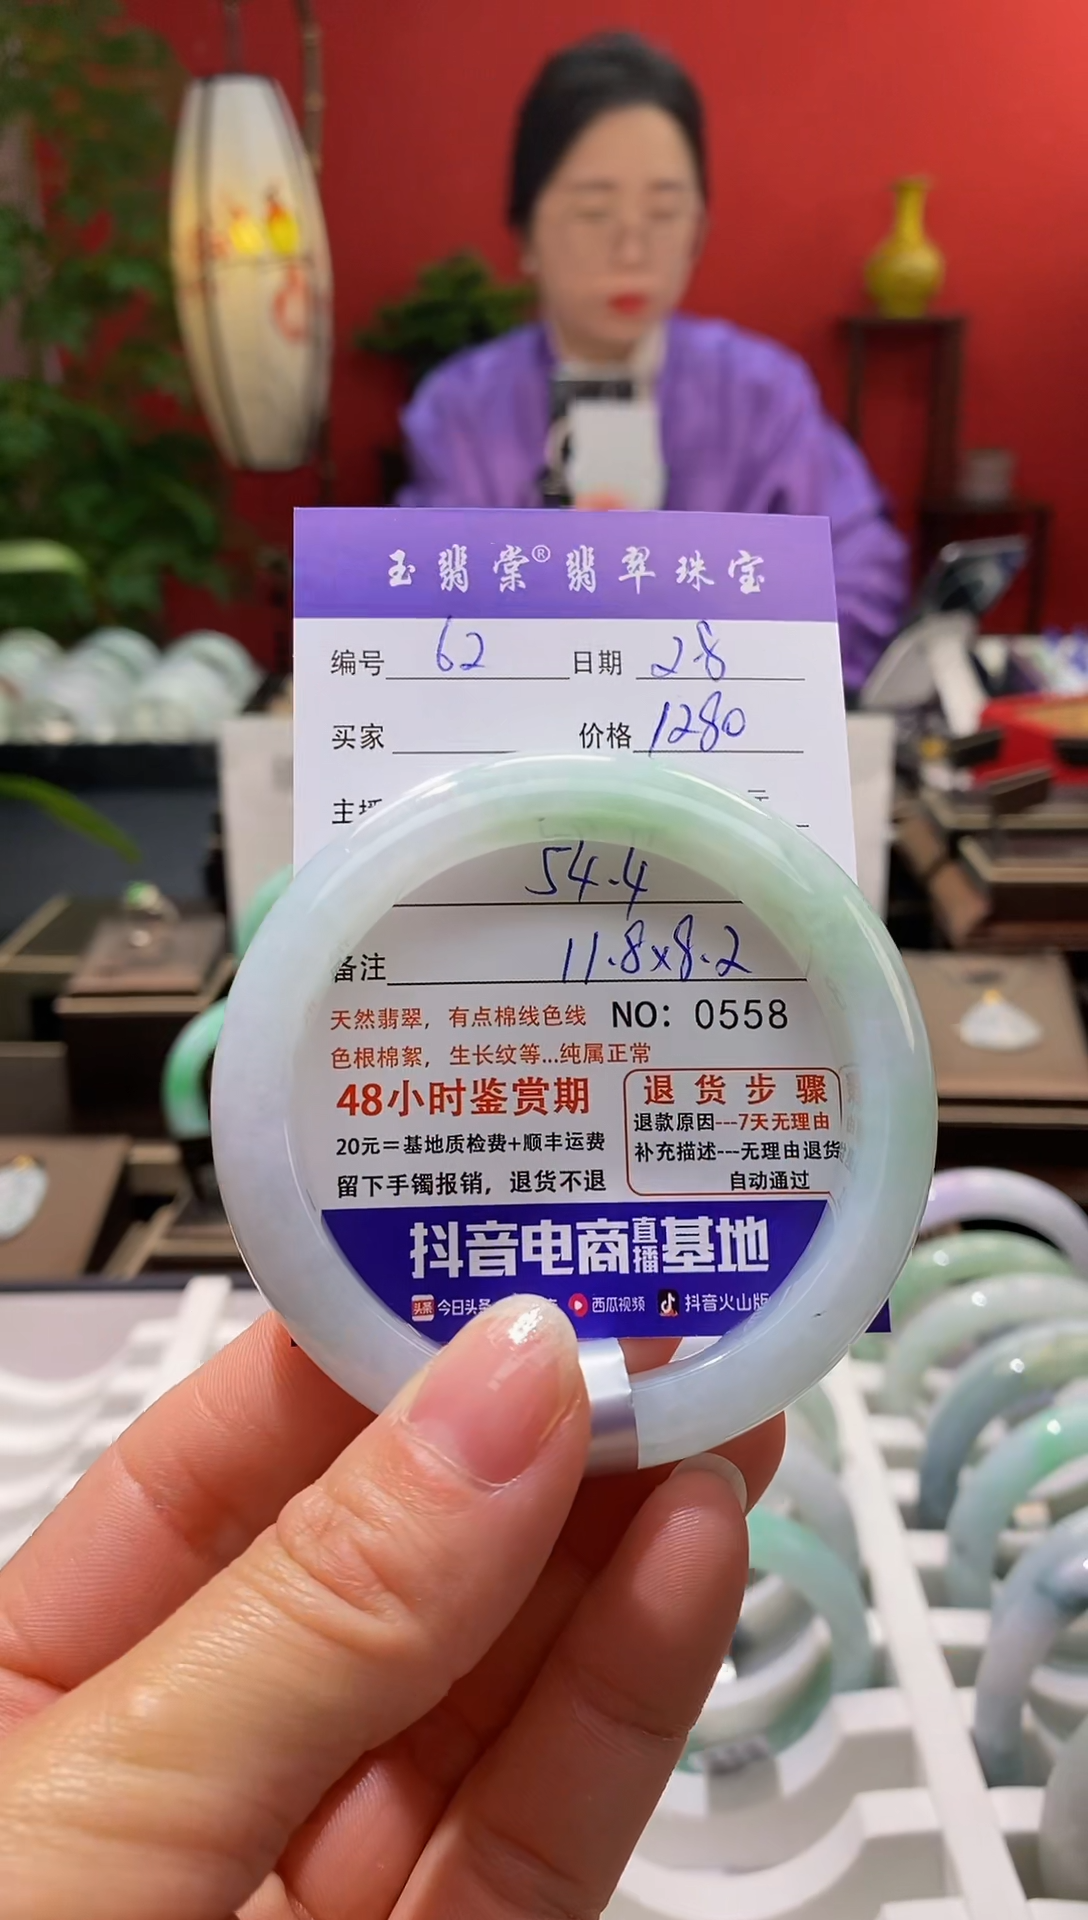 玉翡棠®翡翠珠宝
编号 62 日期 28
买家 价格 1280
主播 元
54.4
备注 11.8x8.2
天然翡翠，有点棉线色线 NO：0558
色根棉絮，生长纹等...纯属正常
48小时鉴赏期
20元＝基地质检费+顺丰运费
留下手镯报销，退货不退
退货步骤
退款原因---7天无理由
补充描述---无理由退货
自动通过
抖音电商直播基地
头条 今日头条 西瓜视频 抖音火山版